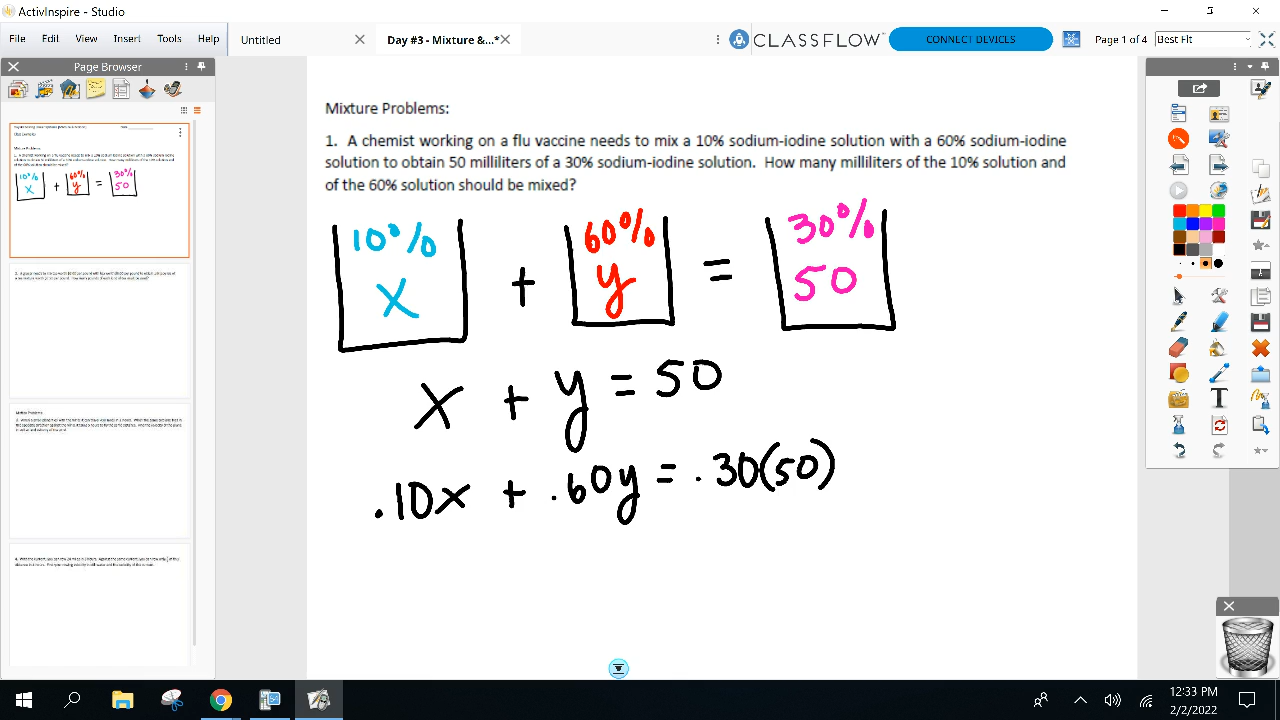 ActivInspire - Studio
File Edit View Insert Tools Help
Untitled
Day #3 - Mixture &...*
CLASSFLOW
CONNECT DEVICES
Page 1 of 4
Best Fit
Page Browser
Mixture Problems:
1. A chemist working on a flu vaccine needs to mix a 10% sodium-iodine solution with a 60% sodium-iodine
solution to obtain 50 milliliters of a 30% sodium-iodine solution. How many milliliters of the 10% solution and
of the 60% solution should be mixed?
10% 60% 30%
x + y = 50
x + y = 50
.10x + .60y = .30(50)
12:33 PM
2/2/2022